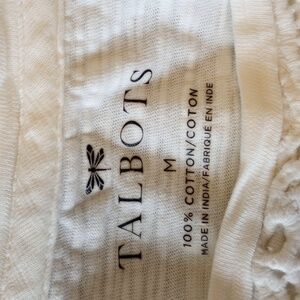 TALBOTS
M
100% COTTON/COTON
MADE IN INDIA/FABRIQUÉ EN INDE